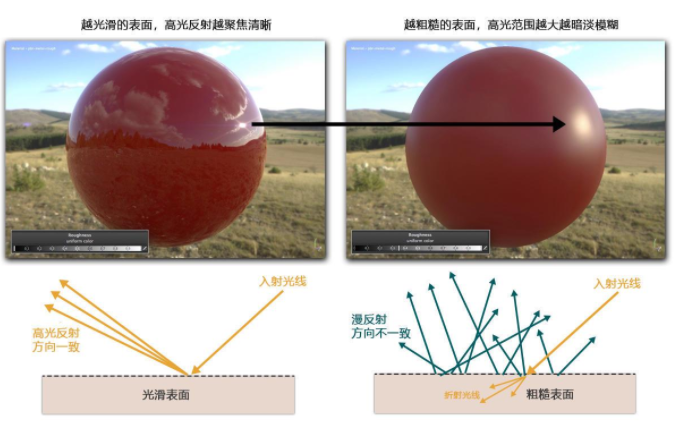 越光滑的表面，高光反射越聚焦清晰
越粗糙的表面，高光范围越大越暗淡模糊
Roughness
uniform color
Roughness
uniform color
入射光线
高光反射
方向一致
光滑表面
入射光线
漫反射
方向不一致
折射光线
粗糙表面